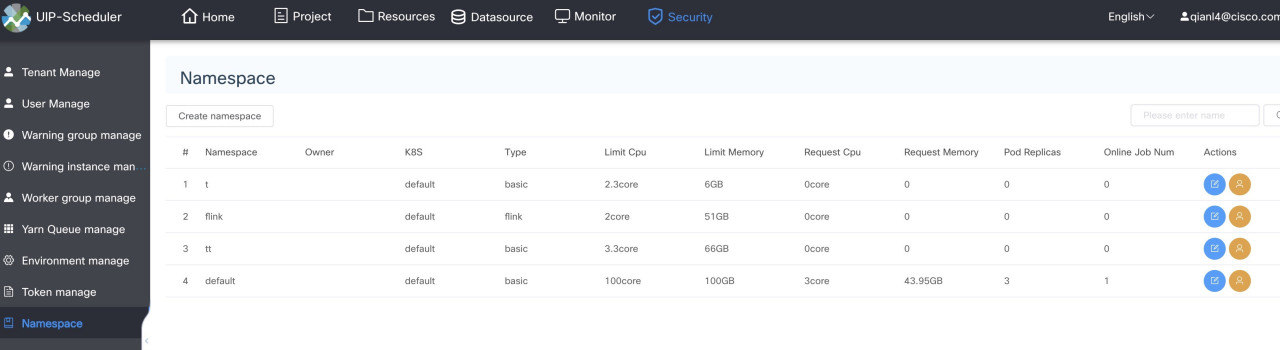 UIP-Scheduler Home Project Resources Datasource Monitor Security English qianl4@cisco.com
Tenant Manage
User Manage
Warning group manage
Warning instance man...
Worker group manage
Yarn Queue manage
Environment manage
Token manage
Namespace
Namespace
Create namespace Please enter name
# Namespace Owner K8S Type Limit Cpu Limit Memory Request Cpu Request Memory Pod Replicas Online Job Num Actions
1 t default basic 2.3core 6GB 0core 0 0 0
2 flink default flink 2core 51GB 0core 0 0 0
3 tt default basic 3.3core 66GB 0core 0 0 0
4 default default basic 100core 100GB 3core 43.95GB 3 1